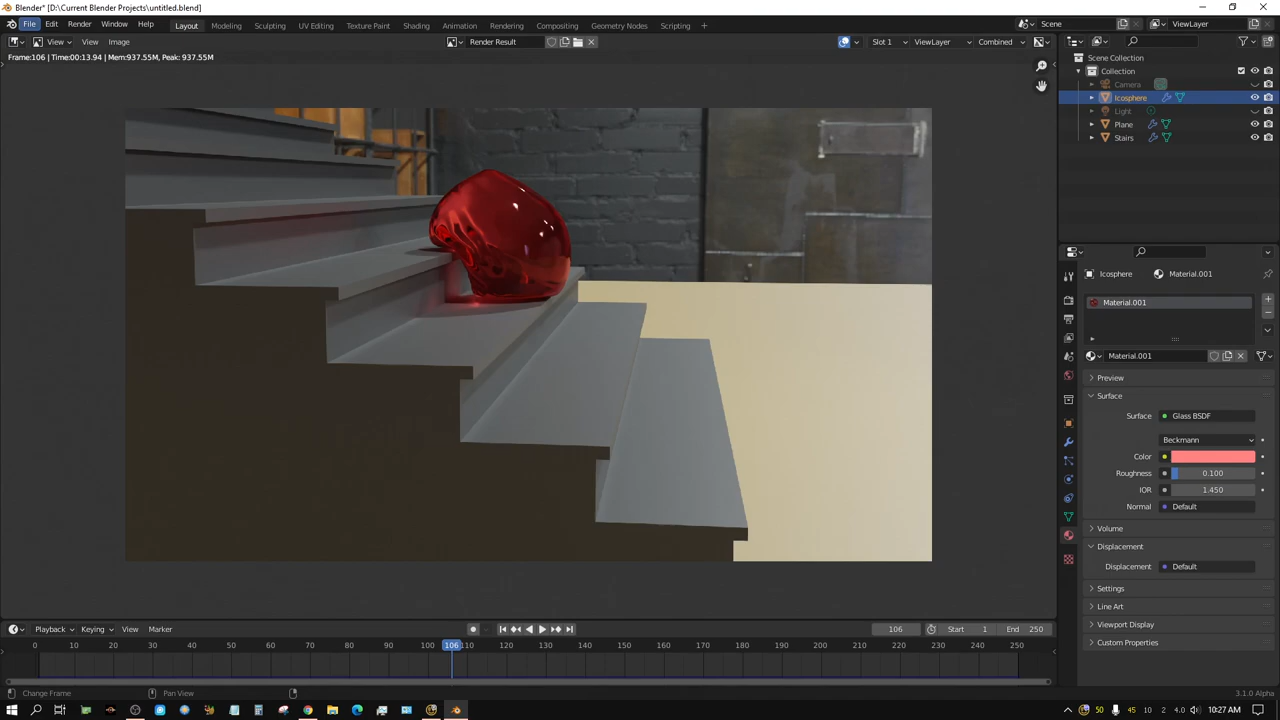 Blender* [D:\Current Blender Projects\untitled.blend]
File Edit Render Window Help Layout Modeling Sculpting UV Editing Texture Paint Shading Animation Rendering Compositing Geometry Nodes Scripting + Scene ViewLayer
View View Image Render Result Slot 1 ViewLayer Combined
Frame:106 | Time:00:13.94 | Mem:937.55M, Peak: 937.55M
Scene Collection
Collection
Camera
Icosphere
Light
Plane
Stairs
Icosphere Material.001
Material.001
Material.001
Preview
Surface
Surface Glass BSDF
Beckmann
Color
Roughness 0.100
IOR 1.450
Normal Default
Volume
Displacement
Displacement Default
Settings
Line Art
Viewport Display
Custom Properties
Playback Keying View Marker 106 Start 1 End 250
0 10 20 30 40 50 60 70 80 90 100 106 110 120 130 140 150 160 170 180 190 200 210 220 230 240 250
Change Frame Pan View 3.1.0 Alpha
50 45 10 2 4.0 10:27 AM